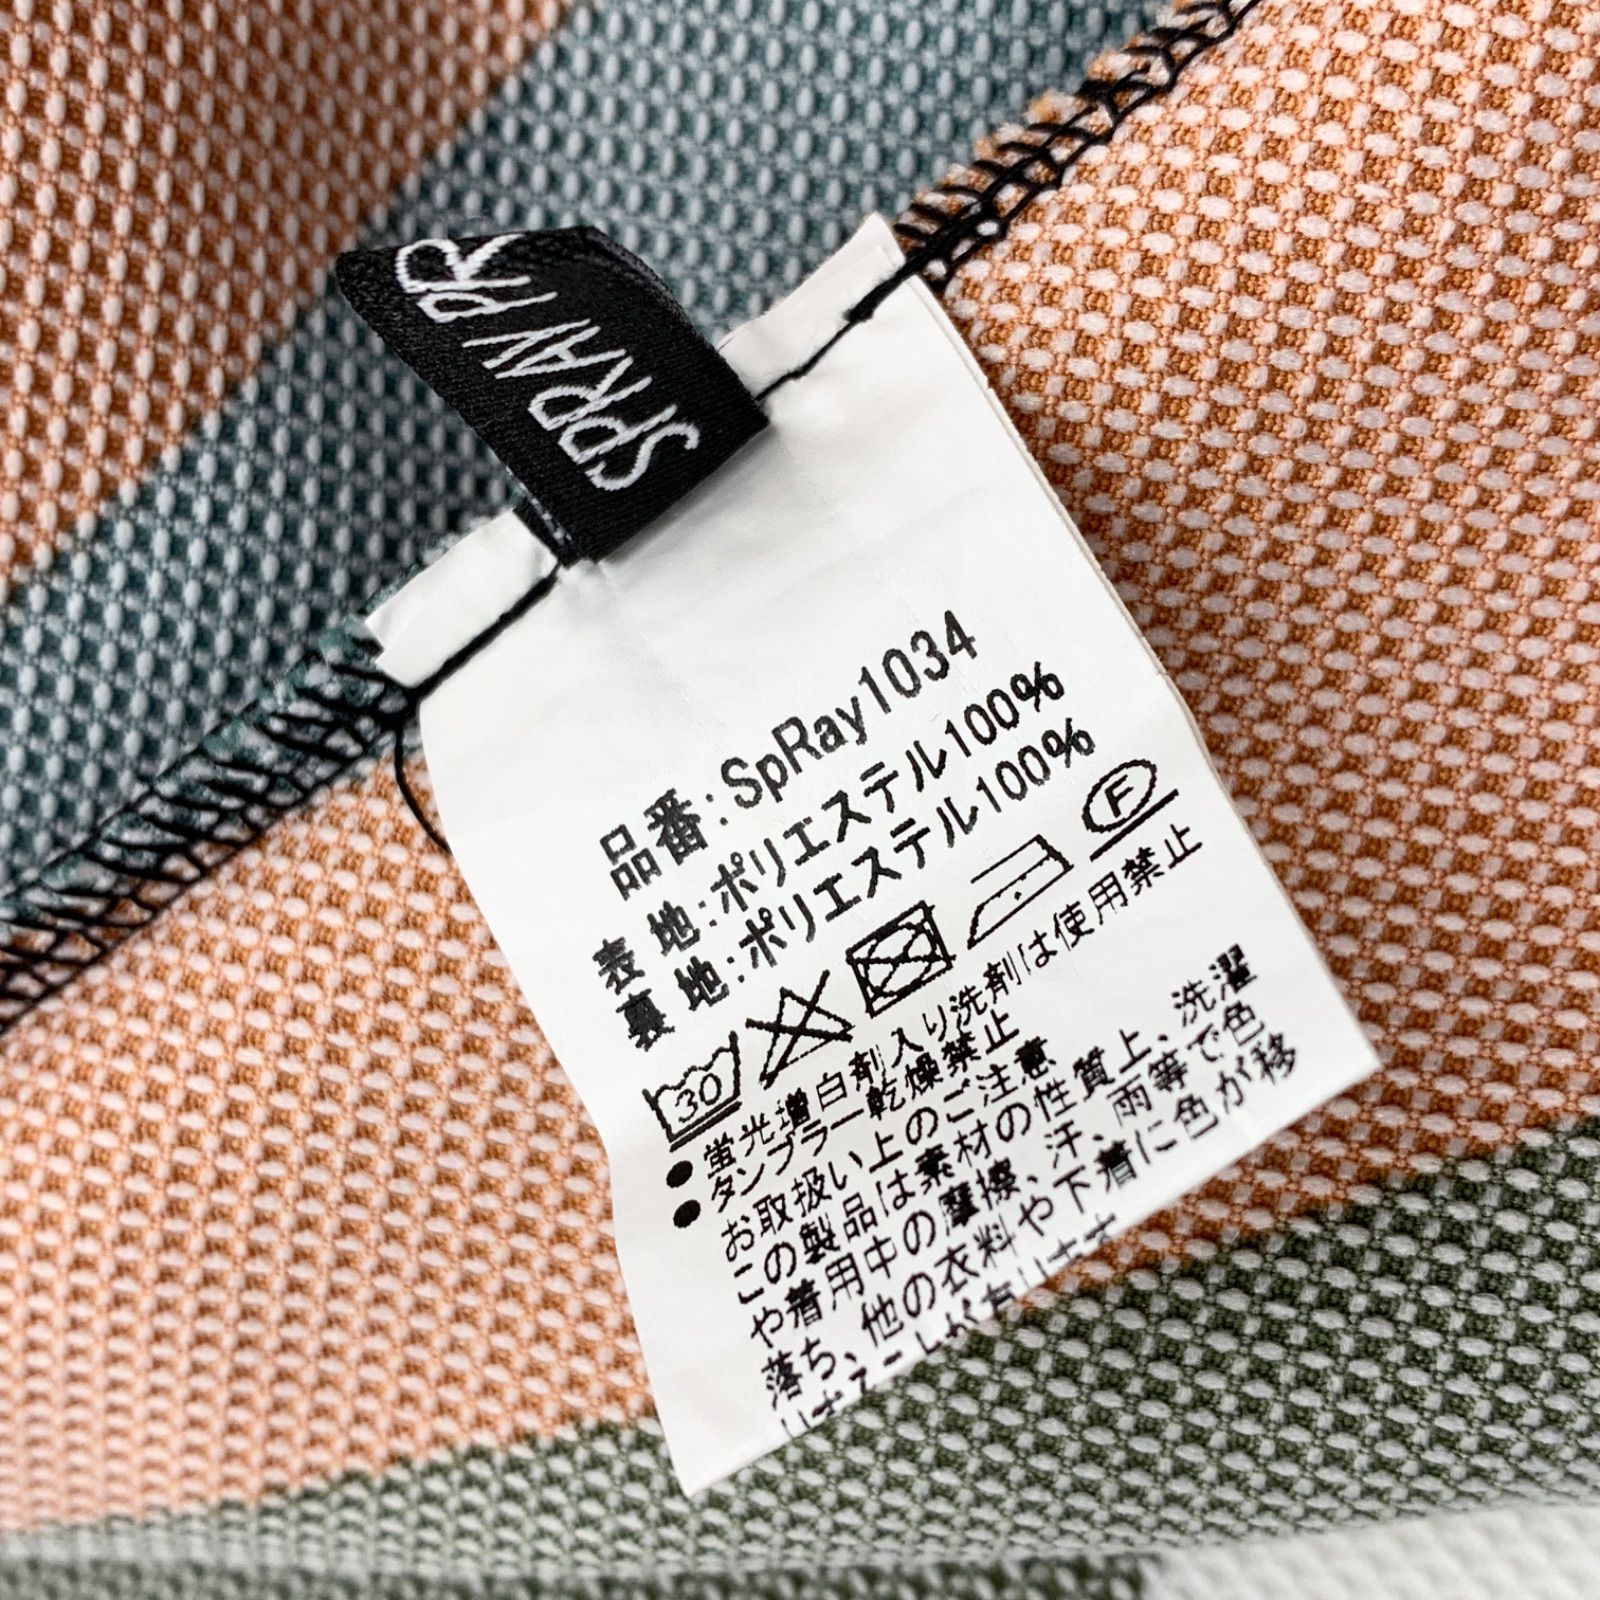 SPRAY PR
品番:SpRay1034
表 地:ポリエステル100%
裏 地:ポリエステル100%
30 F
● 蛍光増白剤入り洗剤は使用禁止
● タンブラー乾燥禁止
お取扱い上のご注意
この製品は素材の性質上、洗濯
や着用中の摩擦、汗、雨等で色
落ち、他の衣料や下着に色が移